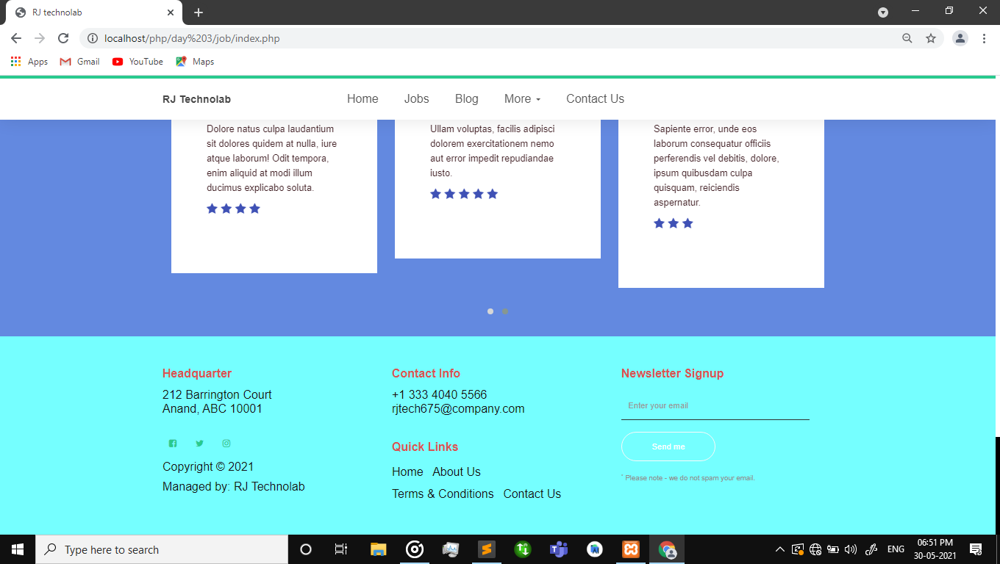 RJ technolab
localhost/php/day%203/job/index.php
Apps Gmail YouTube Maps
RJ Technolab Home Jobs Blog More Contact Us
Dolore natus culpa laudantium
sit dolores quidem at nulla, iure
atque laborum! Odit tempora,
enim aliquid at modi illum
ducimus explicabo soluta.
Ullam voluptas, facilis adipisci
dolorem exercitationem nemo
aut error impedit repudiandae
iusto.
Sapiente error, unde eos
laborum consequatur officiis
perferendis vel debitis, dolore,
ipsum quibusdam culpa
quisquam, reiciendis
aspernatur.
Headquarter
212 Barrington Court
Anand, ABC 10001
Copyright © 2021
Managed by: RJ Technolab
Contact Info
+1 333 4040 5566
rjtech675@company.com
Quick Links
Home About Us
Terms & Conditions Contact Us
Newsletter Signup
Enter your email
Send me
* Please note - we do not spam your email.
Type here to search
ENG
06:51 PM
30-05-2021